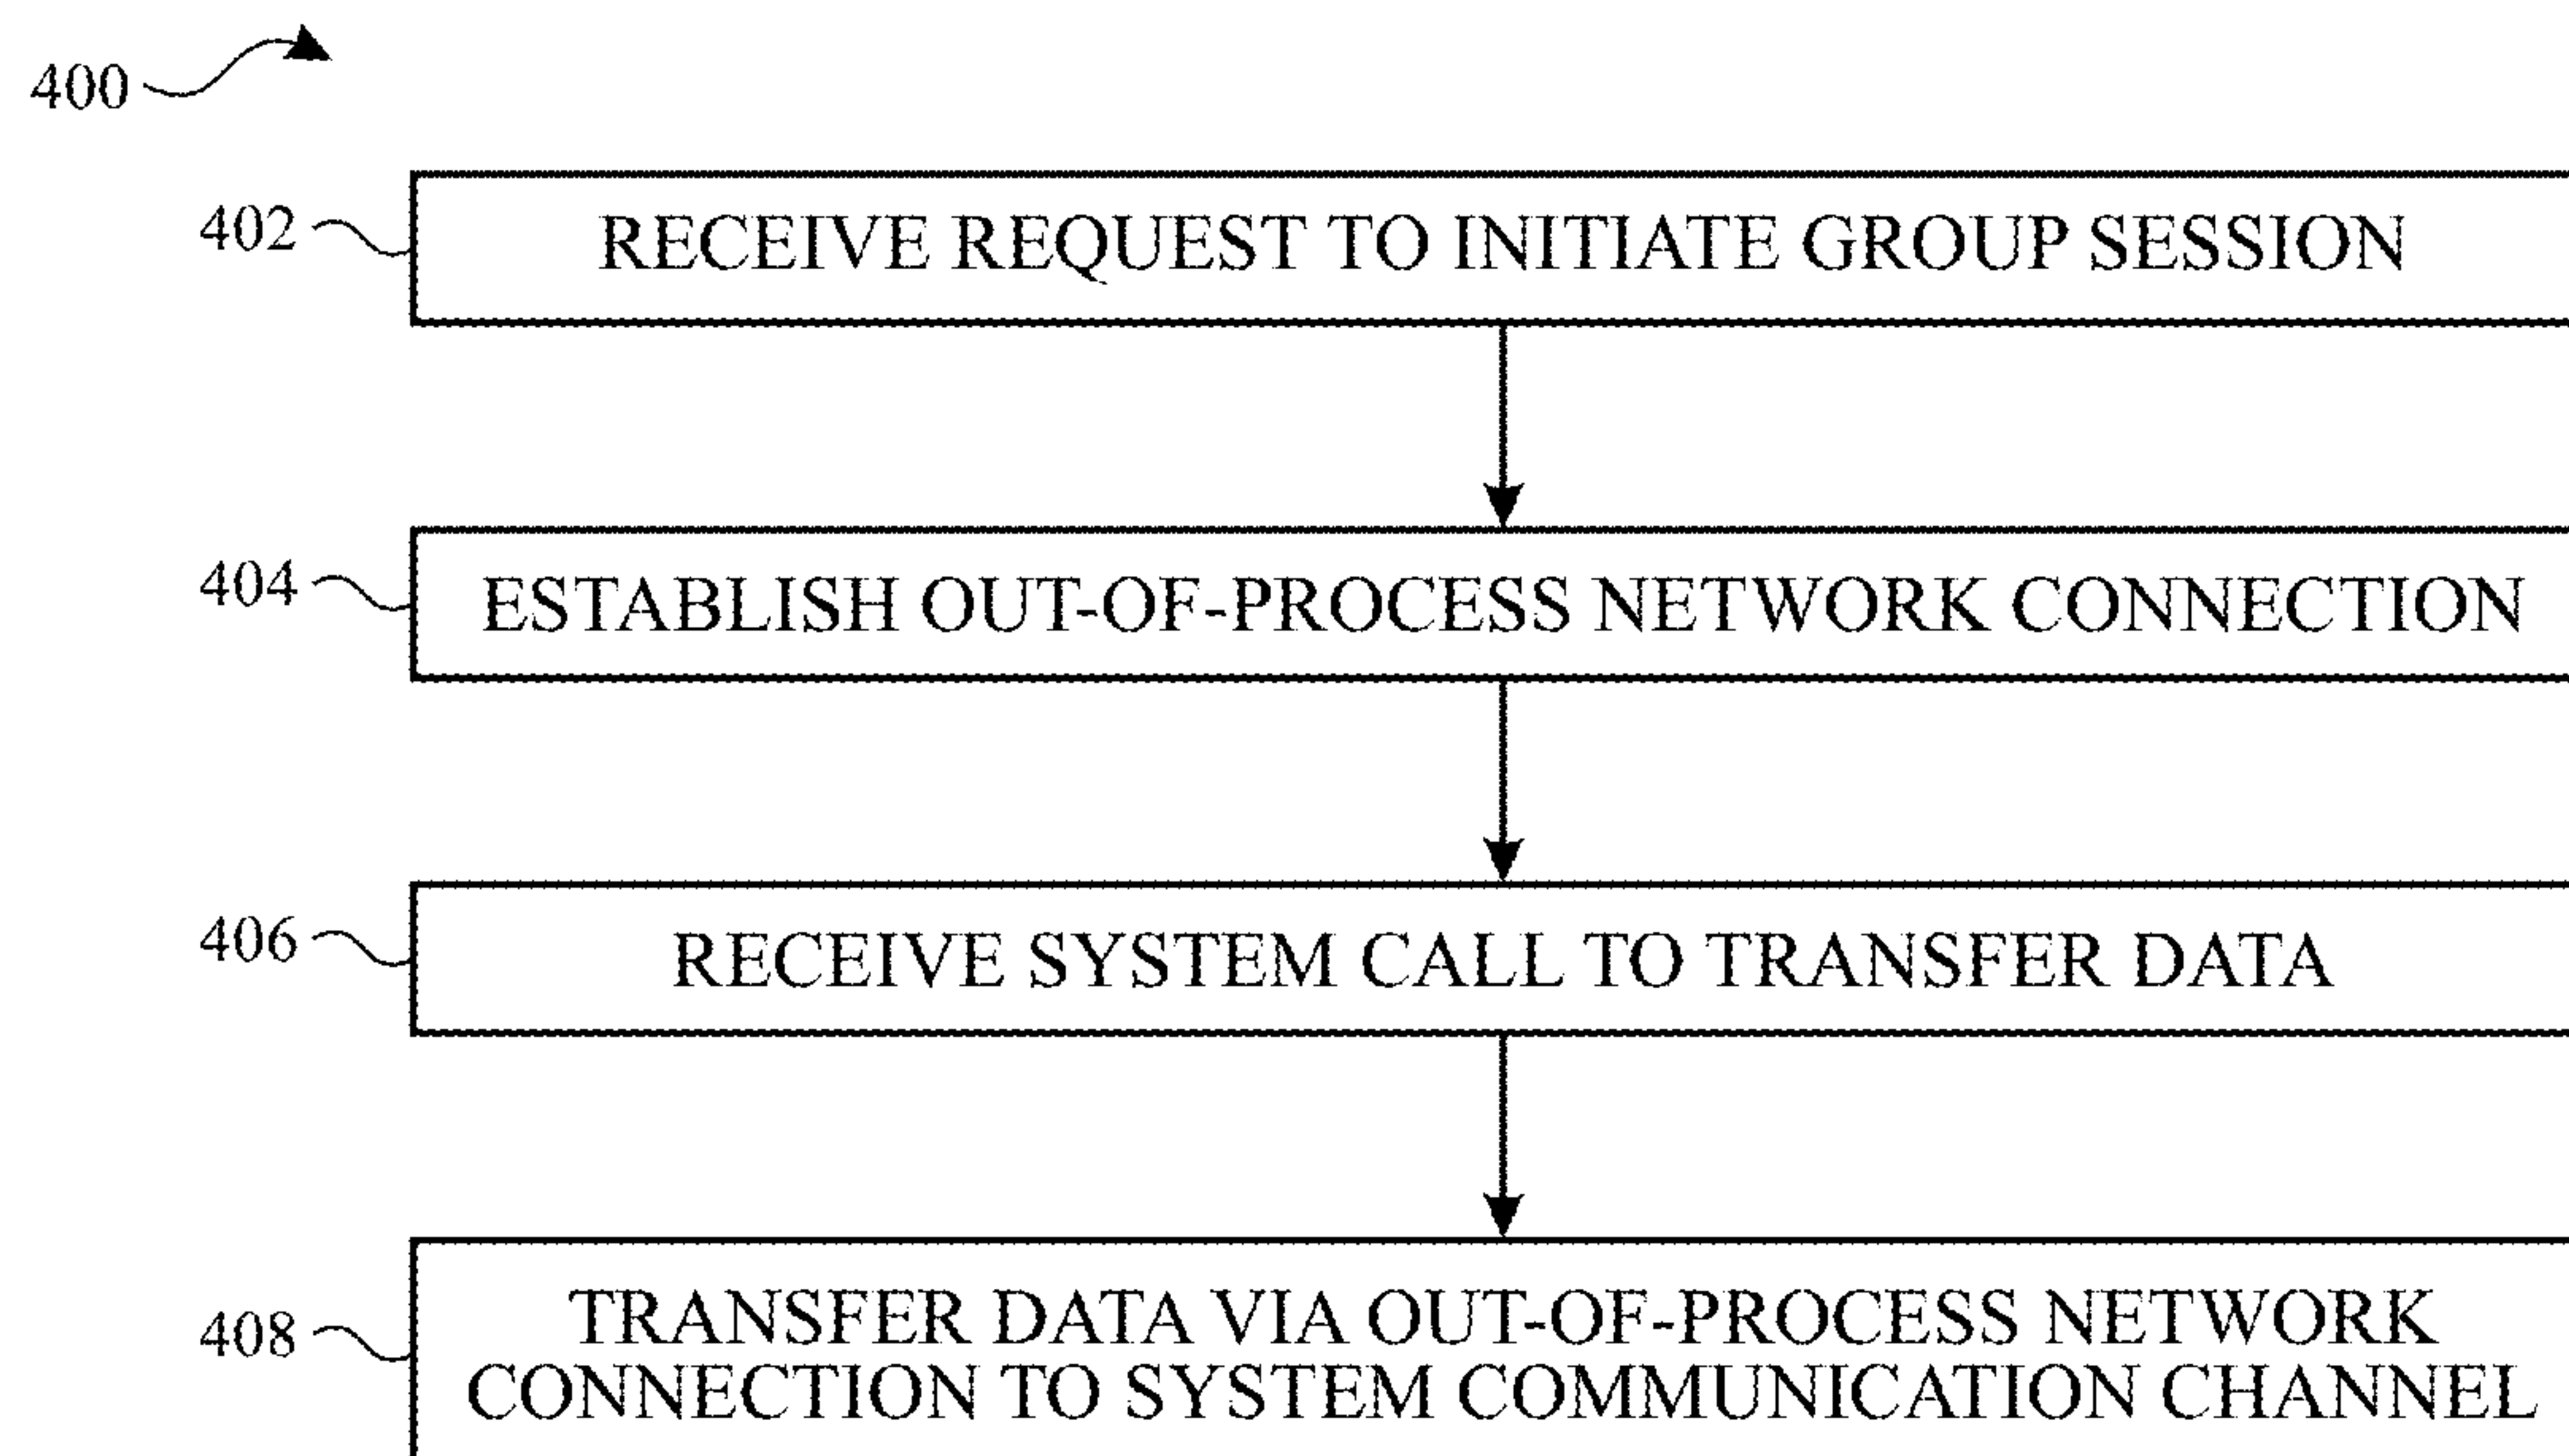 400
402
RECEIVE REQUEST TO INITIATE GROUP SESSION
404
ESTABLISH OUT-OF-PROCESS NETWORK CONNECTION
406
RECEIVE SYSTEM CALL TO TRANSFER DATA
408
TRANSFER DATA VIA OUT-OF-PROCESS NETWORK
CONNECTION TO SYSTEM COMMUNICATION CHANNEL